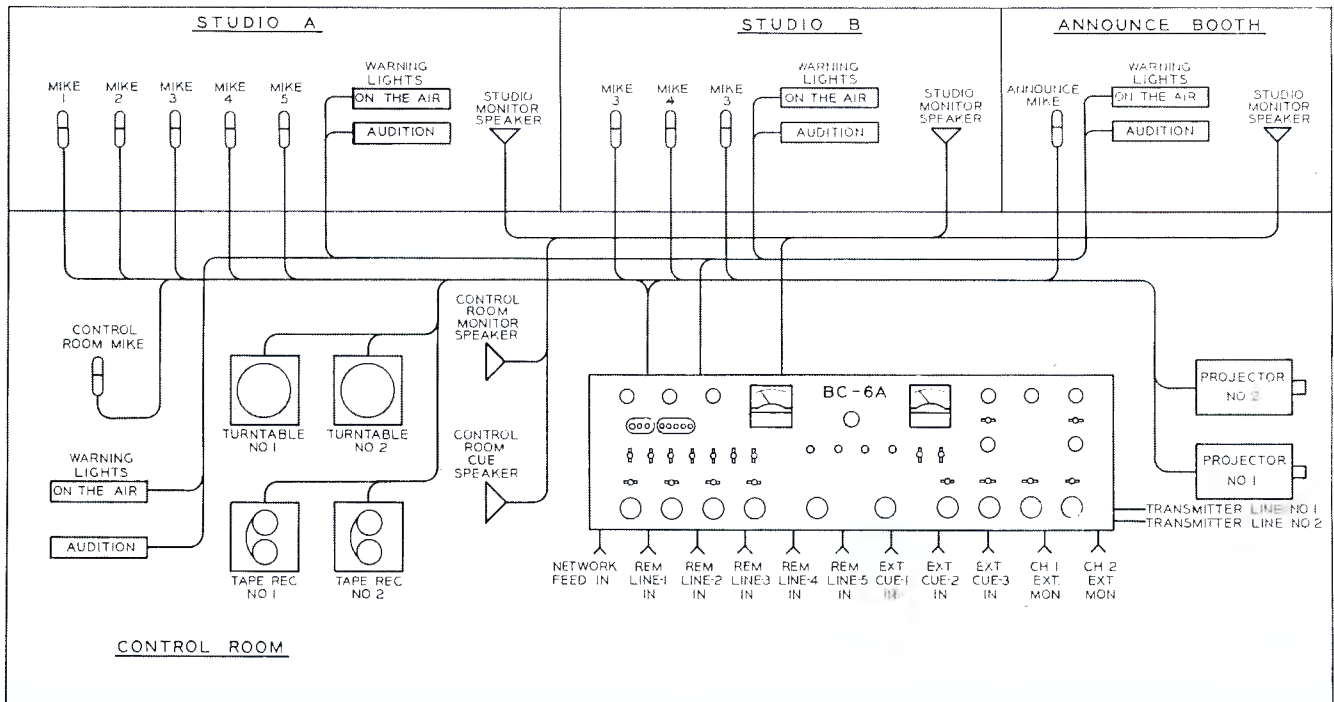 STUDIO A
MIKE 1
MIKE 2
MIKE 3
MIKE 4
MIKE 5
WARNING
LIGHTS
ON THE AIR
AUDITION
STUDIO
MONITOR
SPEAKER
STUDIO B
MIKE 3
MIKE 4
MIKE 3
WARNING
LIGHTS
ON THE AIR
AUDITION
STUDIO
MONITOR
SPEAKER
ANNOUNCE BOOTH
ANNOUNCE
MIKE
WARNING
LIGHTS
ON THE AIR
AUDITION
STUDIO
MONITOR
SPEAKER
CONTROL
ROOM MIKE
WARNING
LIGHTS
ON THE AIR
AUDITION
TURNTABLE
NO 1
TURNTABLE
NO 2
TAPE REC
NO 1
TAPE REC
NO 2
CONTROL
ROOM
MONITOR
SPEAKER
CONTROL
ROOM
CUE
SPEAKER
BC-6A
PROJECTOR
NO 2
PROJECTOR
NO 1
TRANSMITTER LINE NO 1
TRANSMITTER LINE NO 2
NETWORK
FEED IN
REM
LINE-1
IN
REM
LINE-2
IN
REM
LINE-3
IN
REM
LINE-4
IN
REM
LINE-5
IN
EXT
CUE-1
IN
EXT
CUE-2
IN
EXT
CUE-3
IN
CH 1
EXT.
MON
CH 2
EXT
MON
CONTROL ROOM